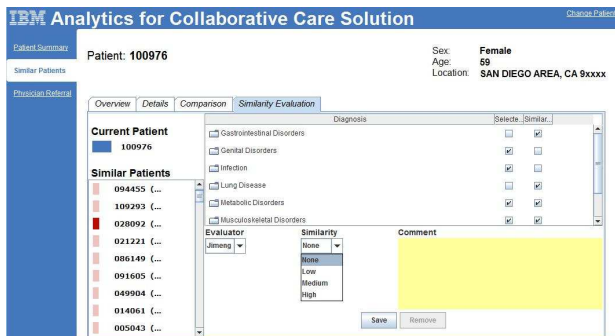 IBM Analytics for Collaborative Care Solution
Change Patient
Patient Summary
Similar Patients
Physician Referral
Patient: 100976
Sex: Female
Age: 59
Location: SAN DIEGO AREA, CA 9xxxx
Overview Details Comparison Similarity Evaluation
Current Patient
100976
Similar Patients
094455 (...
109293 (...
028092 (...
021221 (...
086149 (...
091605 (...
049904 (...
014061 (...
005043 (...
Diagnosis Selecte... Similar...
Gastrointestinal Disorders
Genital Disorders
Infection
Lung Disease
Metabolic Disorders
Musculoskeletal Disorders
Evaluator Similarity Comment
Jimeng None
None
Low
Medium
High
Save Remove